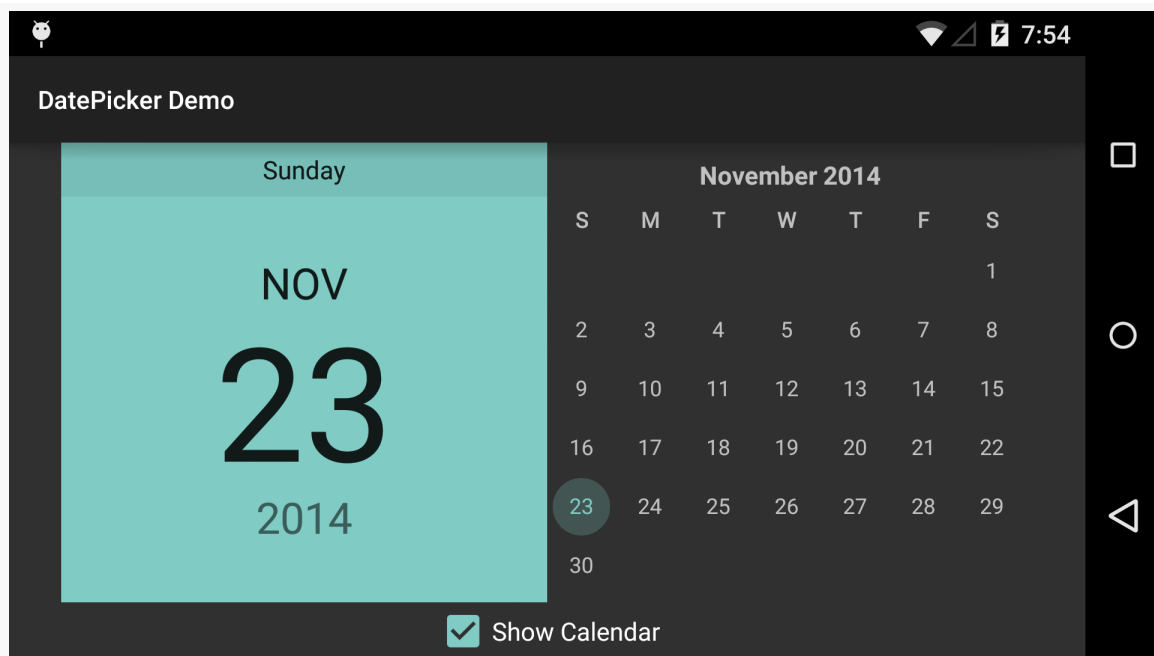 7:54
DatePicker Demo
Sunday
NOV
23
2014
November 2014
S M T W T F S
1
2 3 4 5 6 7 8
9 10 11 12 13 14 15
16 17 18 19 20 21 22
23 24 25 26 27 28 29
30
Show Calendar